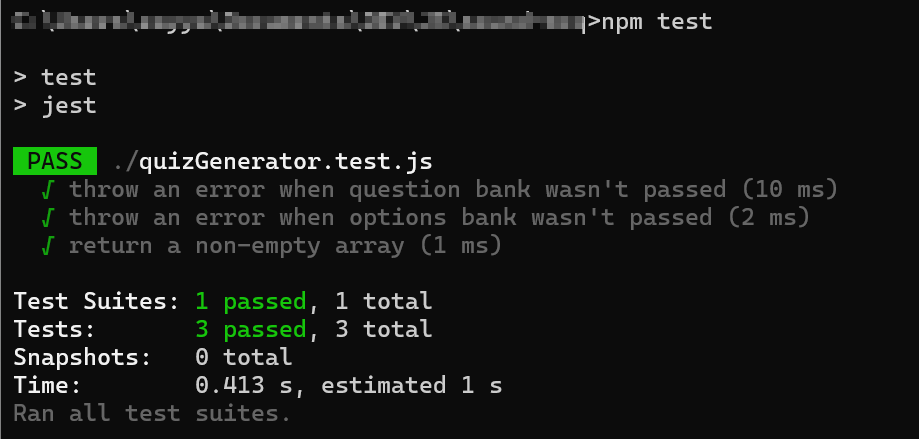 >npm test
> test
> jest
PASS ./quizGenerator.test.js
√ throw an error when question bank wasn't passed (10 ms)
√ throw an error when options bank wasn't passed (2 ms)
√ return a non-empty array (1 ms)
Test Suites: 1 passed, 1 total
Tests: 3 passed, 3 total
Snapshots: 0 total
Time: 0.413 s, estimated 1 s
Ran all test suites.